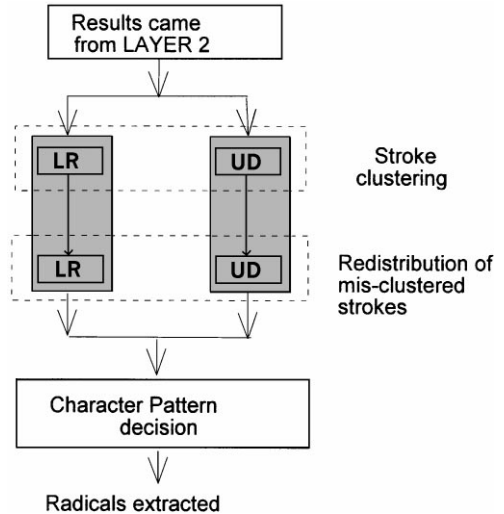 Results came
from LAYER 2
LR
UD
Stroke
clustering
LR
UD
Redistribution of
mis-clustered
strokes
Character Pattern
decision
Radicals extracted